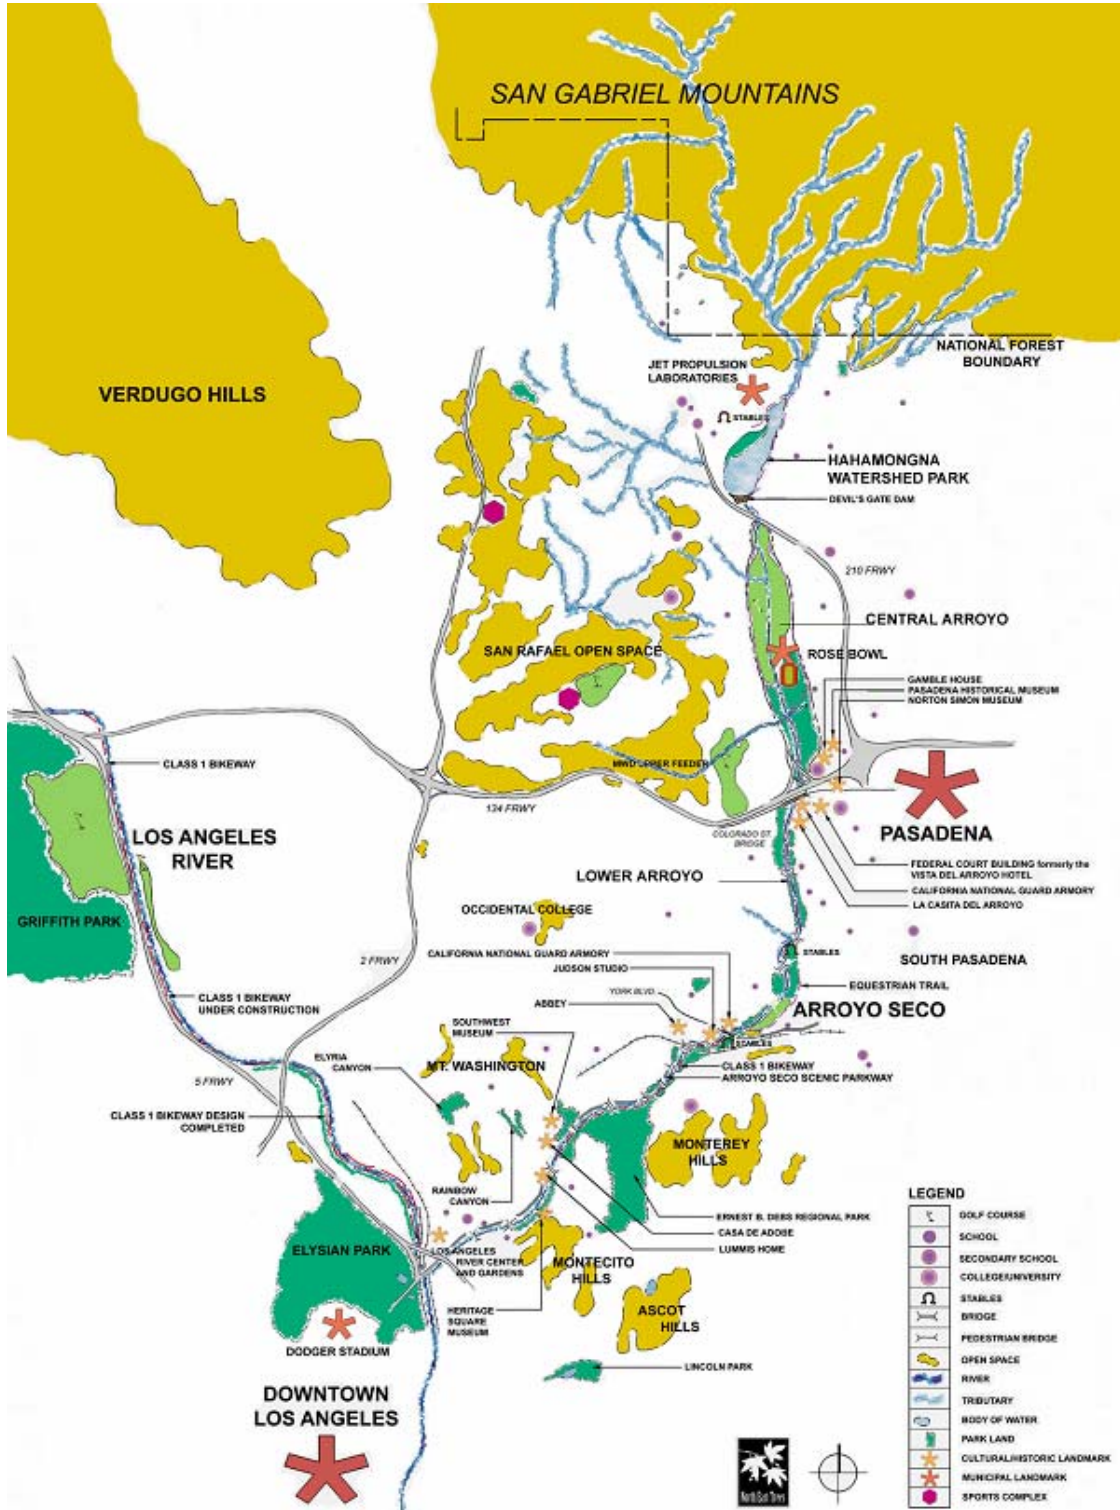 SAN GABRIEL MOUNTAINS
NATIONAL FOREST
BOUNDARY
JET PROPULSION
LABORATORIES
VERDUGO HILLS
STABLES
HAHAMONGNA
WATERSHED PARK
DEVIL'S GATE DAM
210 FRWY
CENTRAL ARROYO
SAN RAFAEL OPEN SPACE
ROSE BOWL
GAMBLE HOUSE
PASADENA HISTORICAL MUSEUM
NORTON SIMON MUSEUM
CLASS 1 BIKEWAY
MWD UPPER FEEDER
134 FRWY
LOS ANGELES
RIVER
COLORADO ST.
BRIDGE
PASADENA
FEDERAL COURT BUILDING formerly the
VISTA DEL ARROYO HOTEL
LOWER ARROYO
CALIFORNIA NATIONAL GUARD ARMORY
LA CASITA DEL ARROYO
OCCIDENTAL COLLEGE
GRIFFITH PARK
CALIFORNIA NATIONAL GUARD ARMORY
STABLES
2 FRWY
JUDSON STUDIO
SOUTH PASADENA
YORK BLVD.
EQUESTRIAN TRAIL
CLASS 1 BIKEWAY
UNDER CONSTRUCTION
ABBEY
ARROYO SECO
SOUTHWEST
MUSEUM
STABLES
ELYRIA
CANYON
MT. WASHINGTON
CLASS 1 BIKEWAY
ARROYO SECO SCENIC PARKWAY
5 FRWY
CLASS 1 BIKEWAY DESIGN
COMPLETED
MONTEREY
HILLS
RAINBOW
CANYON
ERNEST B. DEBS REGIONAL PARK
CASA DE ADOBE
LUMMIS HOME
ELYSIAN PARK
LOS ANGELES
RIVER CENTER
AND GARDENS
MONTECITO
HILLS
HERITAGE
SQUARE
MUSEUM
ASCOT
HILLS
DODGER STADIUM
LINCOLN PARK
DOWNTOWN
LOS ANGELES
North East Trees
LEGEND
GOLF COURSE
SCHOOL
SECONDARY SCHOOL
COLLEGE/UNIVERSITY
STABLES
BRIDGE
PEDESTRIAN BRIDGE
OPEN SPACE
RIVER
TRIBUTARY
BODY OF WATER
PARK LAND
CULTURAL/HISTORIC LANDMARK
MUNICIPAL LANDMARK
SPORTS COMPLEX